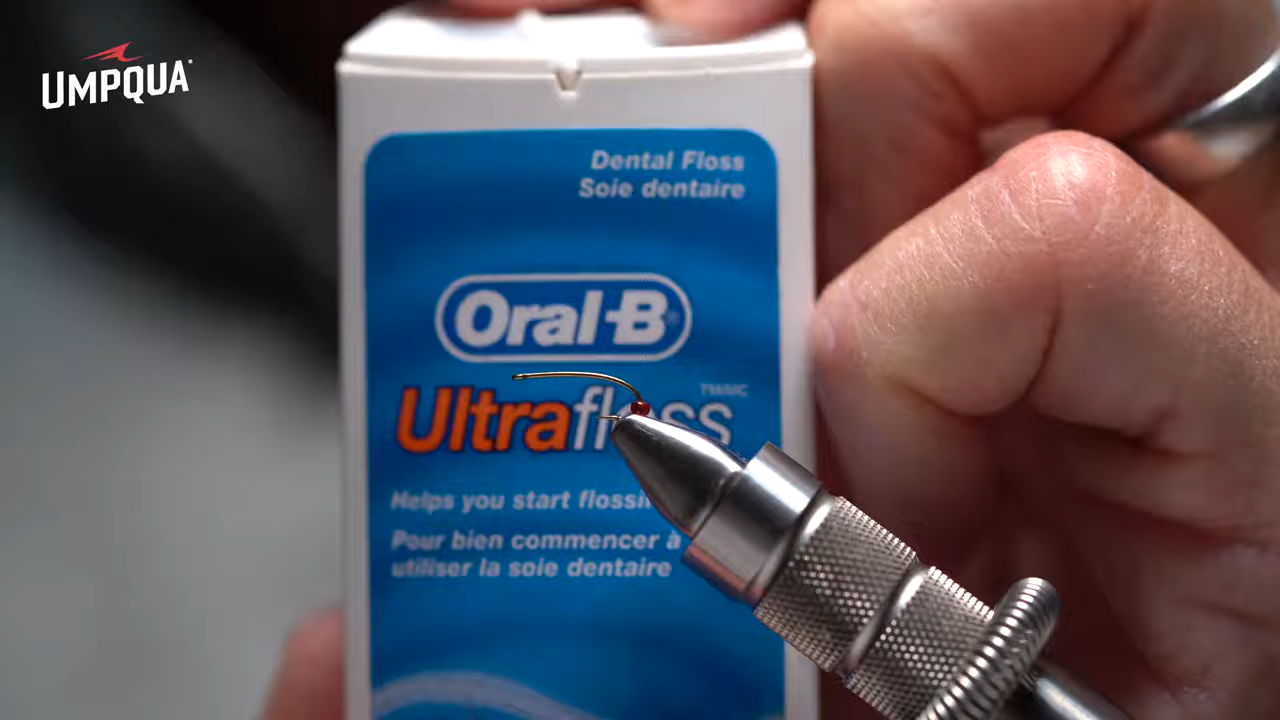 UMPQUA
Dental Floss
Soie dentaire
Oral-B
Ultrafloss
TM/MC
Helps you start
Pour bien commencer à
utiliser la soie dentaire